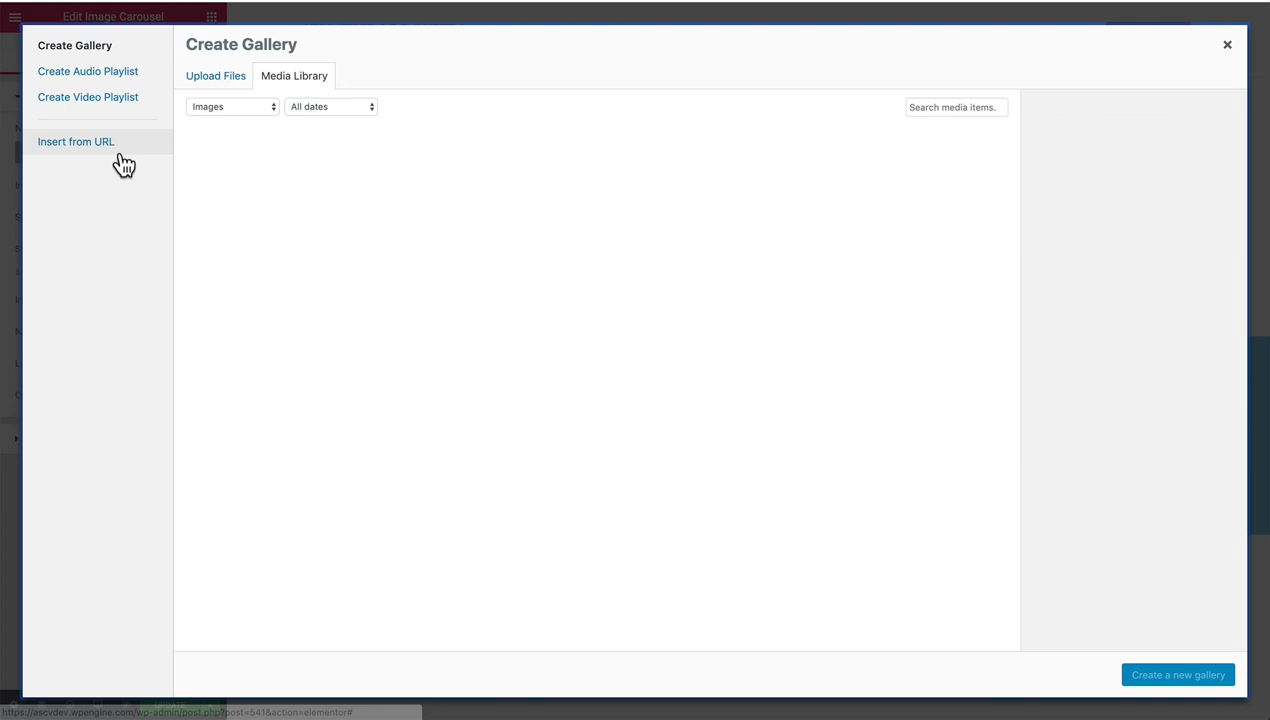 Edit Image Carousel
Create Gallery
Create Audio Playlist
Create Video Playlist
Insert from URL
Create Gallery
Upload Files
Media Library
Images
All dates
Search media items.
Create a new gallery
UPDATE
https://ascvdev.wpengine.com/wp-admin/post.php?post=541&action=elementor#